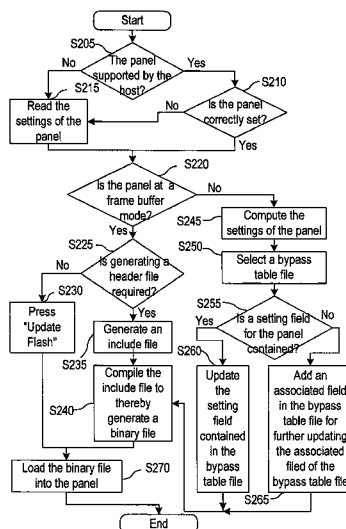 Start
S205
The panel
supported by the
host?
No
Yes
S215
S210
Read the
settings of the
panel
No
Is the panel
correctly set?
Yes
S220
Is the panel at a
frame buffer
mode?
No
Yes
S245
Compute the
settings of the panel
S225
S250
Is generating a
header file
required?
Select a bypass
table file
No
S230
Yes
S255
Is a setting field
for the panel
contained?
Yes
No
Press
"Update
Flash"
Generate an
include file
S235
S260
Compile the
include file to
thereby
generate a
binary file
S240
Update
the
setting
field
contained
in the
bypass
table file
Add an
associated field
in the bypass
table file for
further updating
the associated
filed of the
bypass table file
S265
S270
Load the binary file
into the panel
End